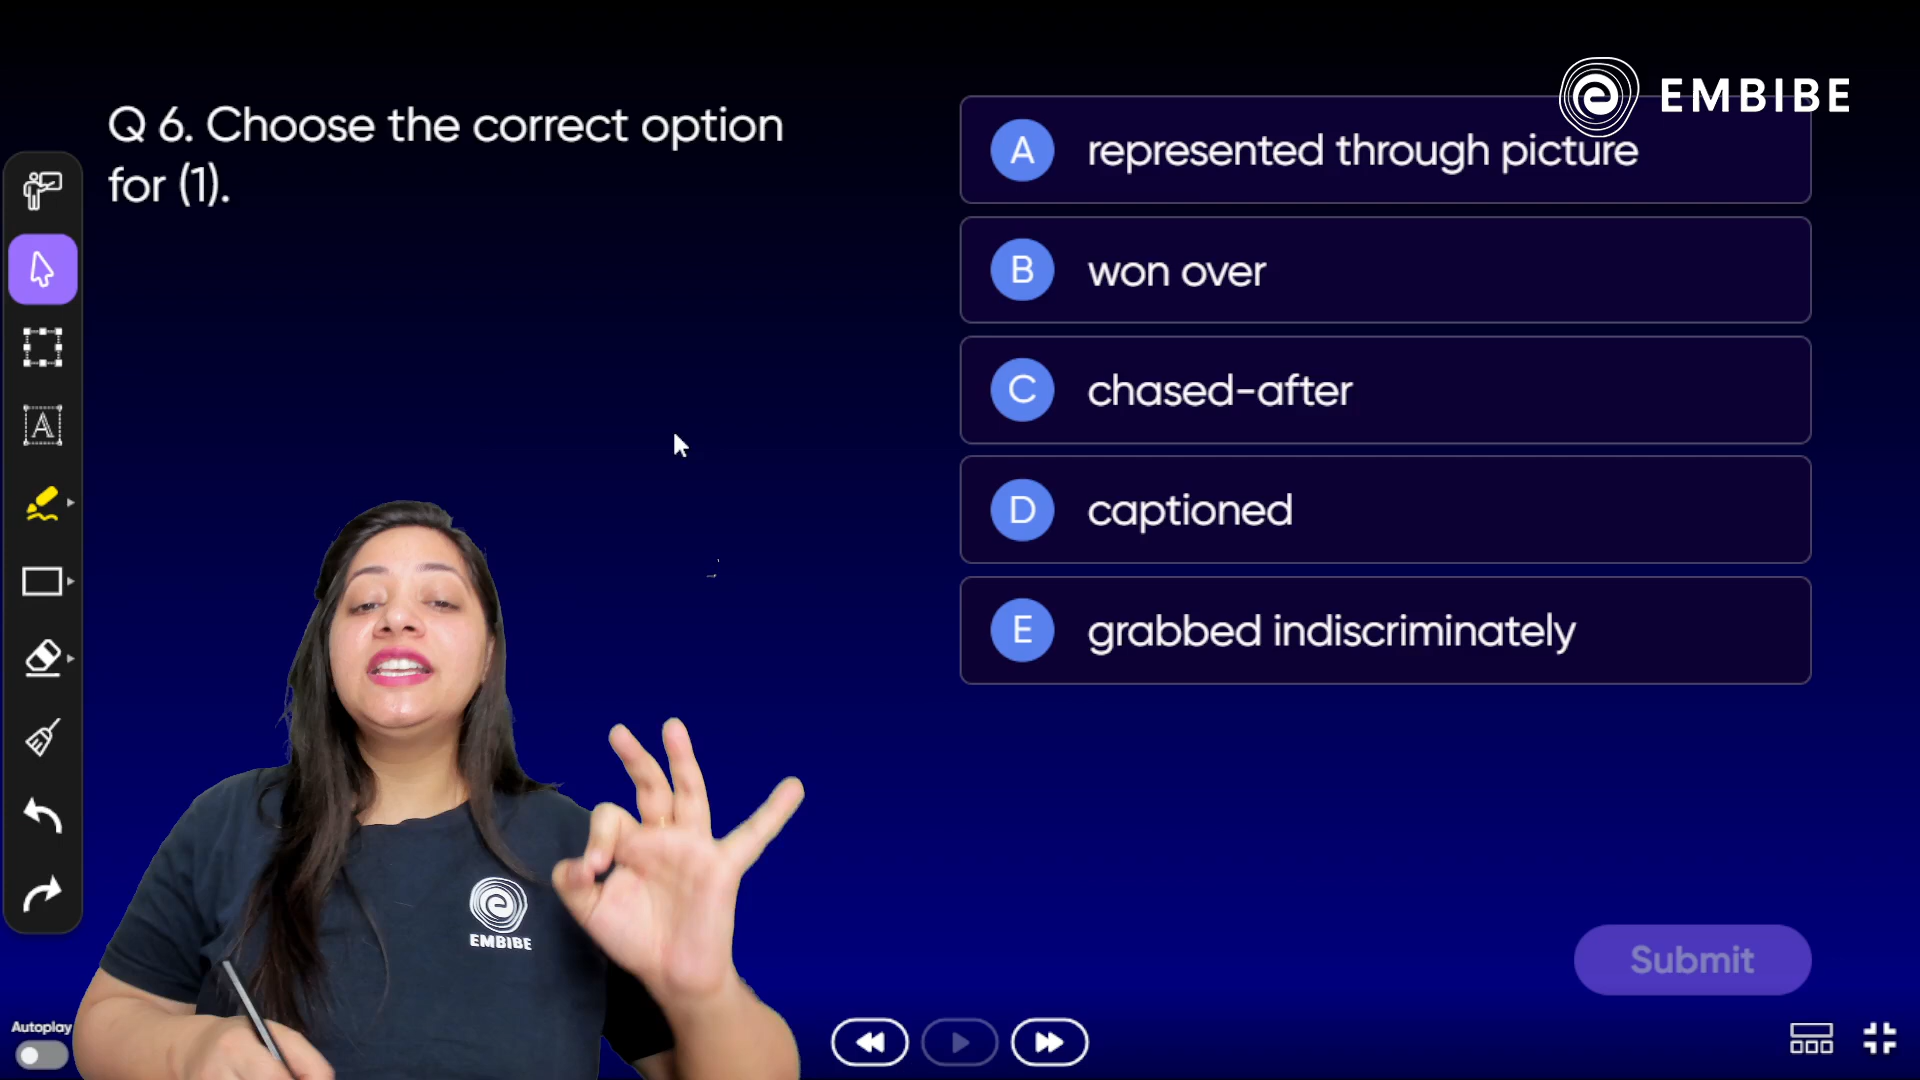 EMBIBE
Q 6. Choose the correct option
for (1).
A represented through picture
B won over
C chased-after
D captioned
E grabbed indiscriminately
A
EMBIBE
Submit
Autoplay